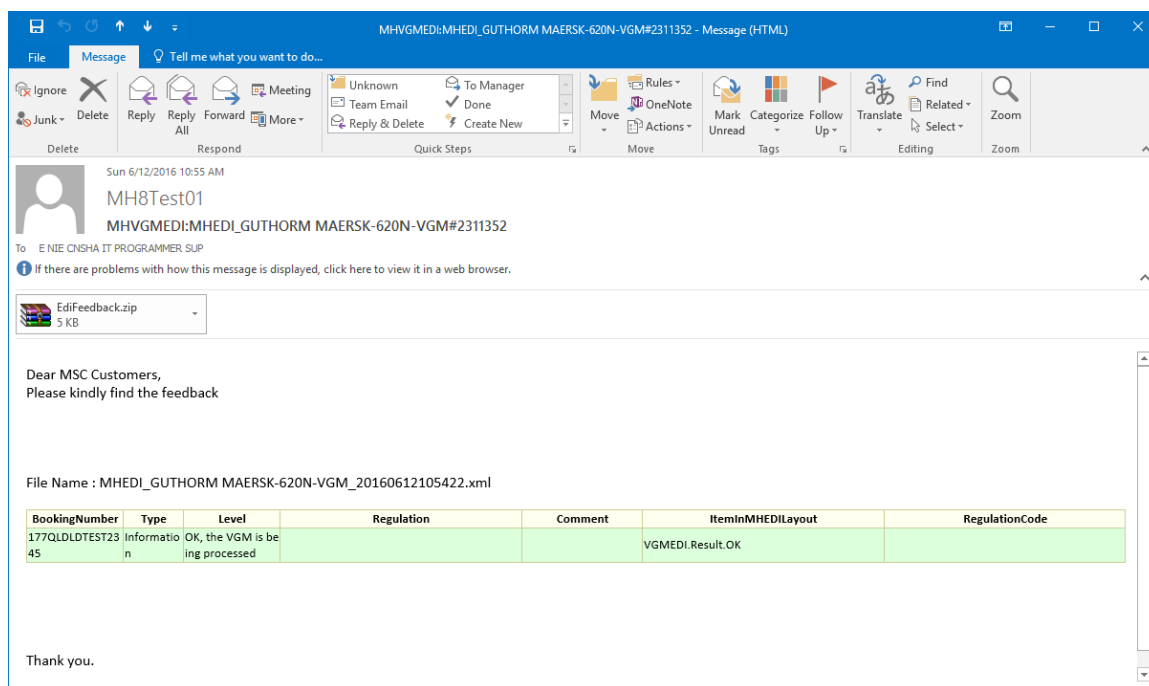 MHVGMEDI:MHEDI_GUTHORM MAERSK-620N-VGM#2311352 - Message (HTML)
File Message Tell me what you want to do...
Ignore
Junk
Delete
Reply
Reply All
Forward
Meeting
More
Unknown
Team Email
Reply & Delete
To Manager
Done
Create New
Move
Rules
OneNote
Actions
Mark Unread
Categorize
Follow Up
Translate
Find
Related
Select
Zoom
Delete Respond Quick Steps Move Tags Editing Zoom
Sun 6/12/2016 10:55 AM
MH8Test01
MHVGMEDI:MHEDI_GUTHORM MAERSK-620N-VGM#2311352
To E NIE CNSHA IT PROGRAMMER SUP
If there are problems with how this message is displayed, click here to view it in a web browser.
EdiFeedback.zip
5 KB
Dear MSC Customers,
Please kindly find the feedback
File Name : MHEDI_GUTHORM MAERSK-620N-VGM_20160612105422.xml
BookingNumber Type Level Regulation Comment ItemInMHEDILayout RegulationCode
177QLDLDTEST23 Informatio OK, the VGM is be
VGMEDI.Result.OK
45 n ing processed
Thank you.